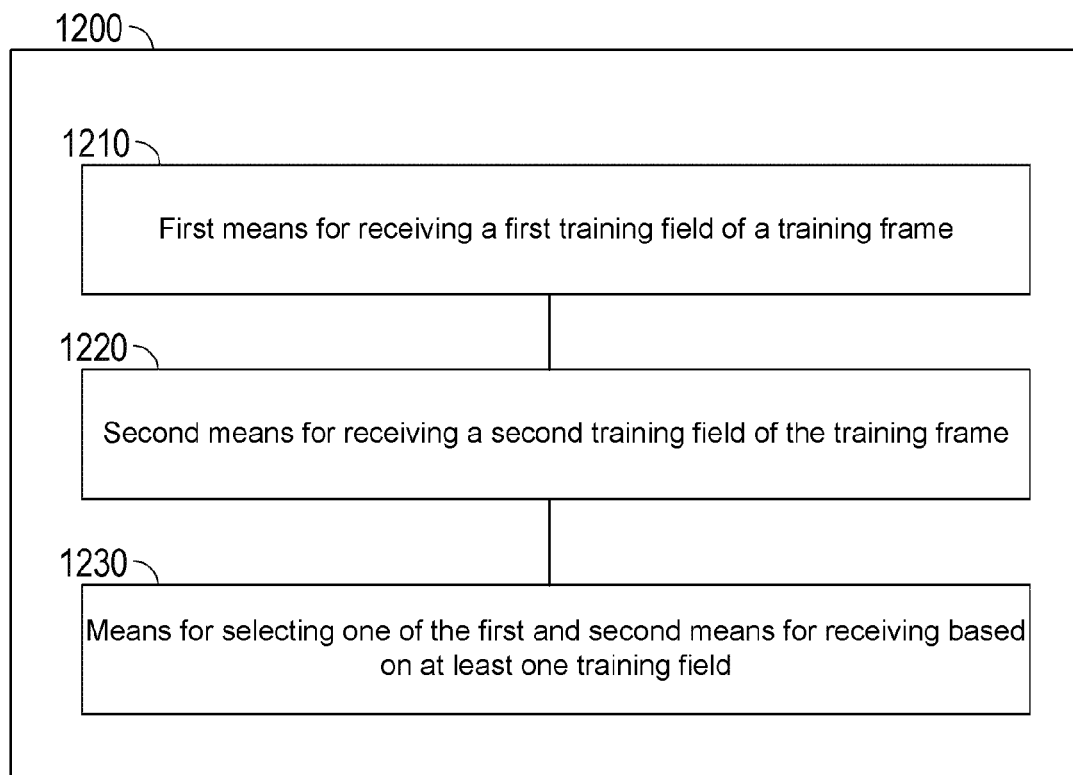 1200
1210
First means for receiving a first training field of a training frame
1220
Second means for receiving a second training field of the training frame
1230
Means for selecting one of the first and second means for receiving based
on at least one training field